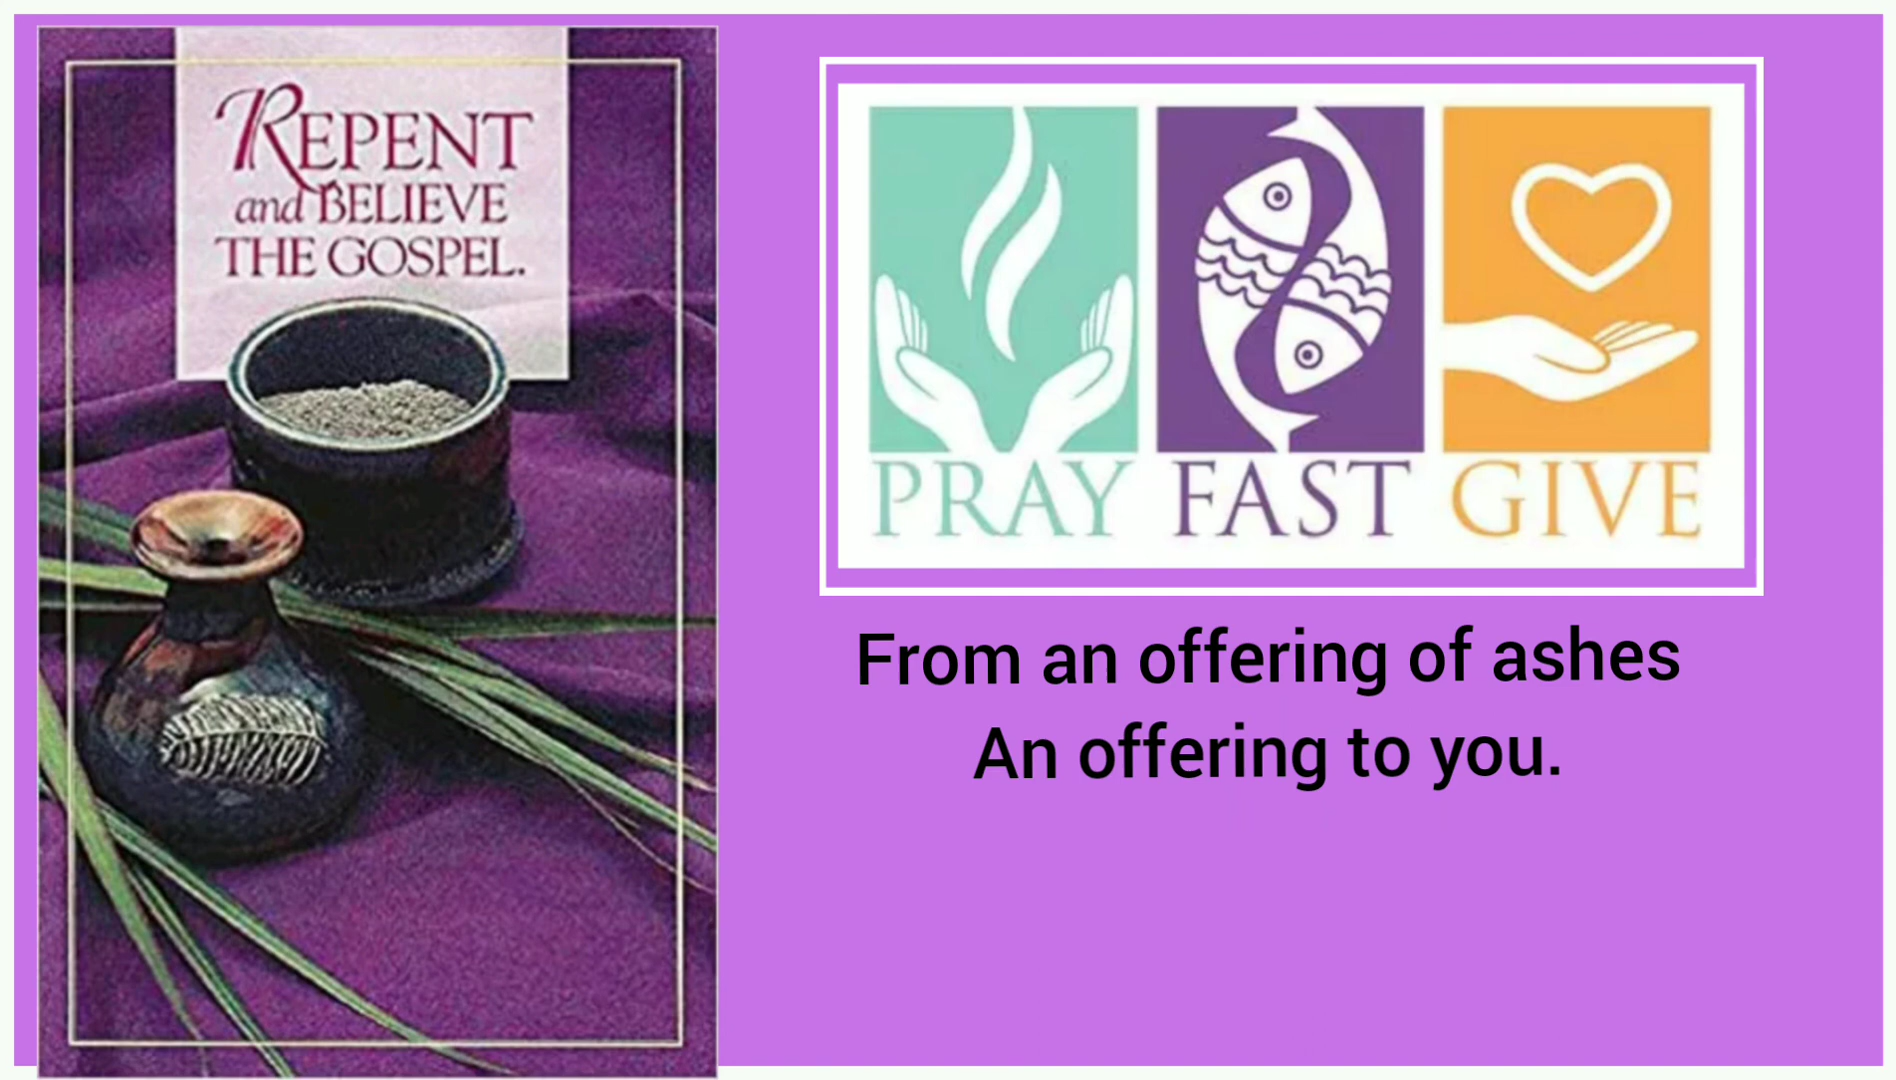 REPENT
and BELIEVE
THE GOSPEL.
PRAY FAST GIVE
From an offering of ashes
An offering to you.